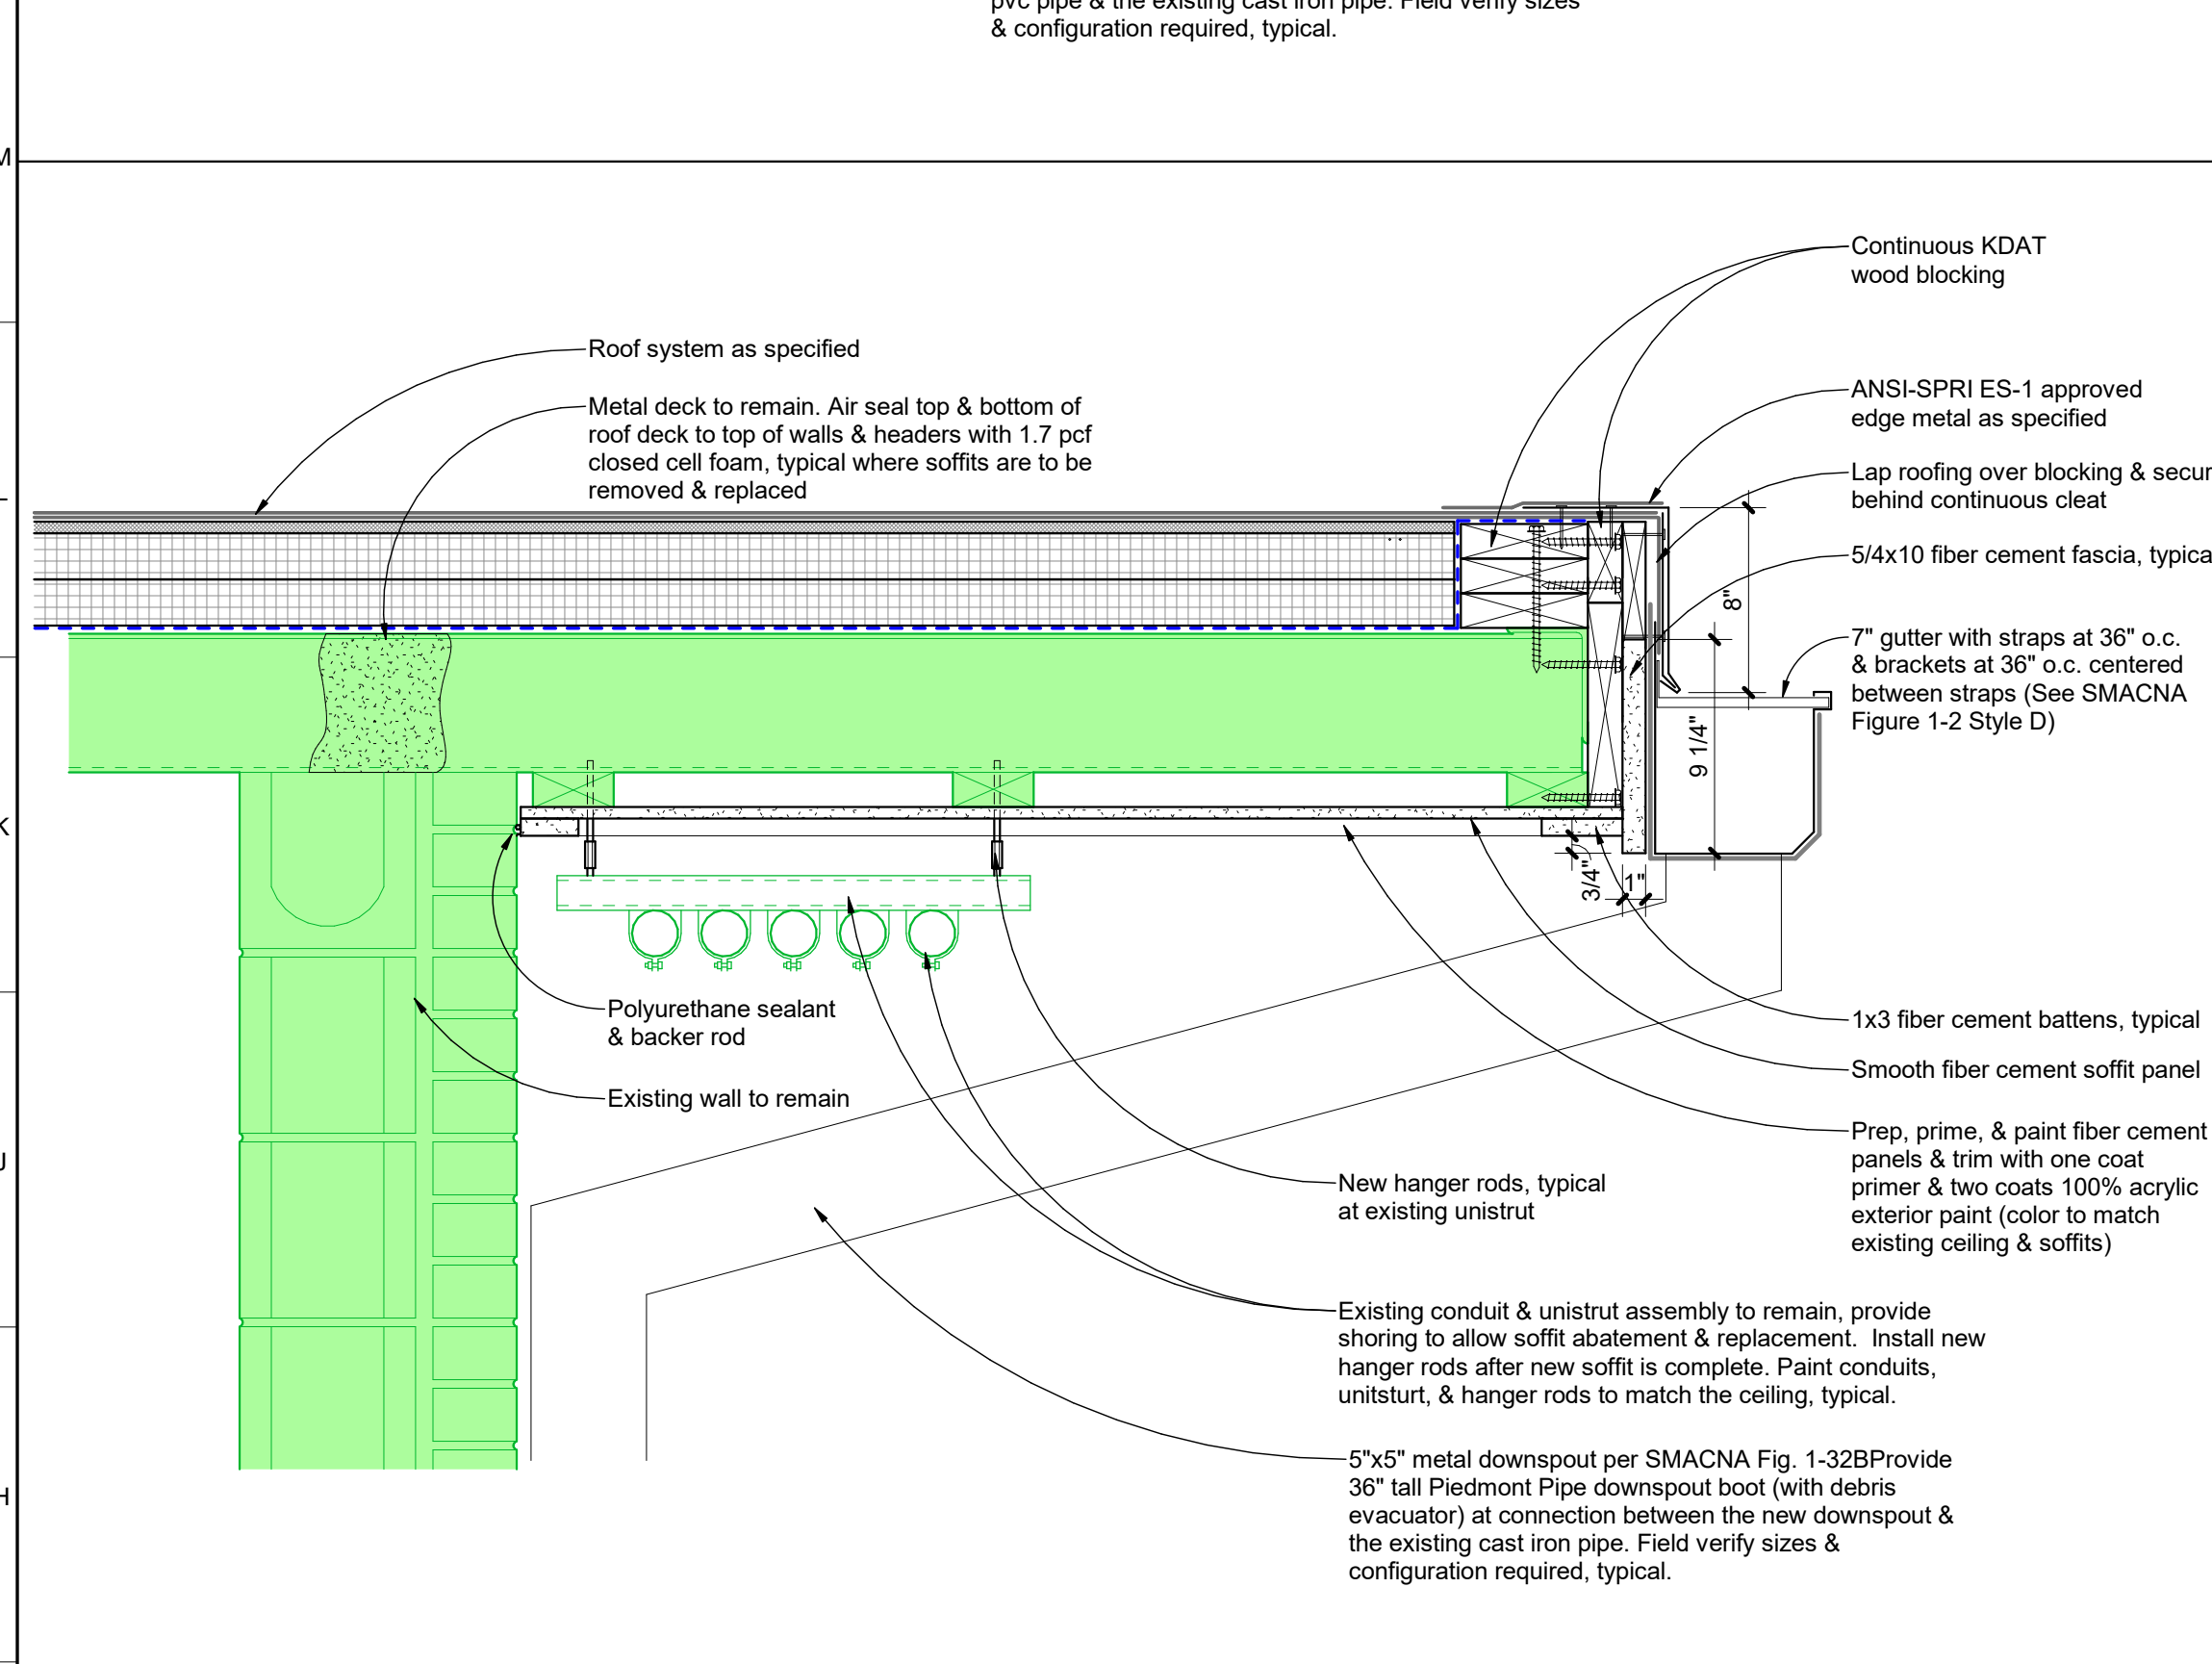 pvc pipe & the existing cast iron pipe. Field verify sizes
& configuration required, typical.
M
Continuous KDAT
wood blocking
Roof system as specified
ANSI-SPRI ES-1 approved
edge metal as specified
Metal deck to remain. Air seal top & bottom of
roof deck to top of walls & headers with 1.7 pcf
closed cell foam, typical where soffits are to be
removed & replaced
Lap roofing over blocking & secur
behind continuous cleat
5/4x10 fiber cement fascia, typica
8"
7" gutter with straps at 36" o.c.
& brackets at 36" o.c. centered
between straps (See SMACNA
Figure 1-2 Style D)
9 1/4"
K
3/4"
1"
Polyurethane sealant
& backer rod
1x3 fiber cement battens, typical
Smooth fiber cement soffit panel
Existing wall to remain
Prep, prime, & paint fiber cement
panels & trim with one coat
primer & two coats 100% acrylic
exterior paint (color to match
existing ceiling & soffits)
J
New hanger rods, typical
at existing unistrut
Existing conduit & unistrut assembly to remain, provide
shoring to allow soffit abatement & replacement.  Install new
hanger rods after new soffit is complete. Paint conduits,
unitsturt, & hanger rods to match the ceiling, typical.
5"x5" metal downspout per SMACNA Fig. 1-32BProvide
36" tall Piedmont Pipe downspout boot (with debris
evacuator) at connection between the new downspout &
the existing cast iron pipe. Field verify sizes &
configuration required, typical.
H